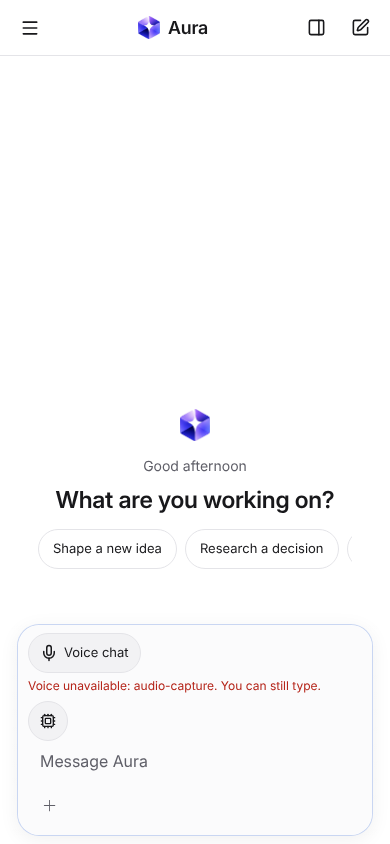 Aura
Good afternoon
What are you working on?
Shape a new idea
Research a decision
Voice chat
Voice unavailable: audio-capture. You can still type.
Message Aura